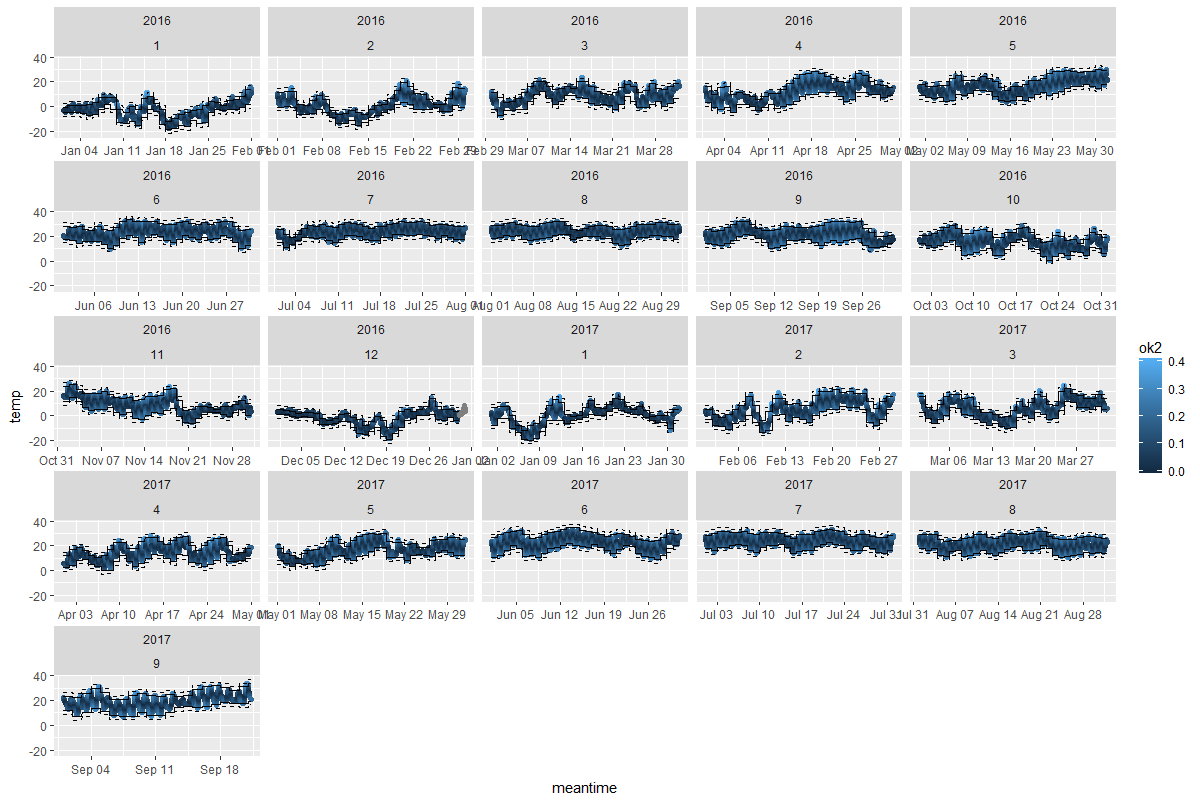 2016 2016 2016 2016 2016
1 2 3 4 5
40
20
0
-20
Jan 04 Jan 11 Jan 18 Jan 25 Feb 01 Feb 01 Feb 08 Feb 15 Feb 22 Feb 29 Feb 29 Mar 07 Mar 14 Mar 21 Mar 28 Apr 04 Apr 11 Apr 18 Apr 25 May 02 May 02 May 09 May 16 May 23 May 30
2016 2016 2016 2016 2016
6 7 8 9 10
40
20
0
-20
Jun 06 Jun 13 Jun 20 Jun 27 Jul 04 Jul 11 Jul 18 Jul 25 Aug 01 Aug 01 Aug 08 Aug 15 Aug 22 Aug 29 Sep 05 Sep 12 Sep 19 Sep 26 Oct 03 Oct 10 Oct 17 Oct 24 Oct 31
2016 2016 2017 2017 2017
11 12 1 2 3
40
20
0
-20
Oct 31 Nov 07 Nov 14 Nov 21 Nov 28 Dec 05 Dec 12 Dec 19 Dec 26 Jan 02 Jan 02 Jan 09 Jan 16 Jan 23 Jan 30 Feb 06 Feb 13 Feb 20 Feb 27 Mar 06 Mar 13 Mar 20 Mar 27
2017 2017 2017 2017 2017
4 5 6 7 8
40
20
0
-20
Apr 03 Apr 10 Apr 17 Apr 24 May 01 May 01 May 08 May 15 May 22 May 29 Jun 05 Jun 12 Jun 19 Jun 26 Jul 03 Jul 10 Jul 17 Jul 24 Jul 31 Jul 31 Aug 07 Aug 14 Aug 21 Aug 28
2017
9
40
20
0
-20
Sep 04 Sep 11 Sep 18
temp
meantime
ok2
0.4
0.3
0.2
0.1
0.0